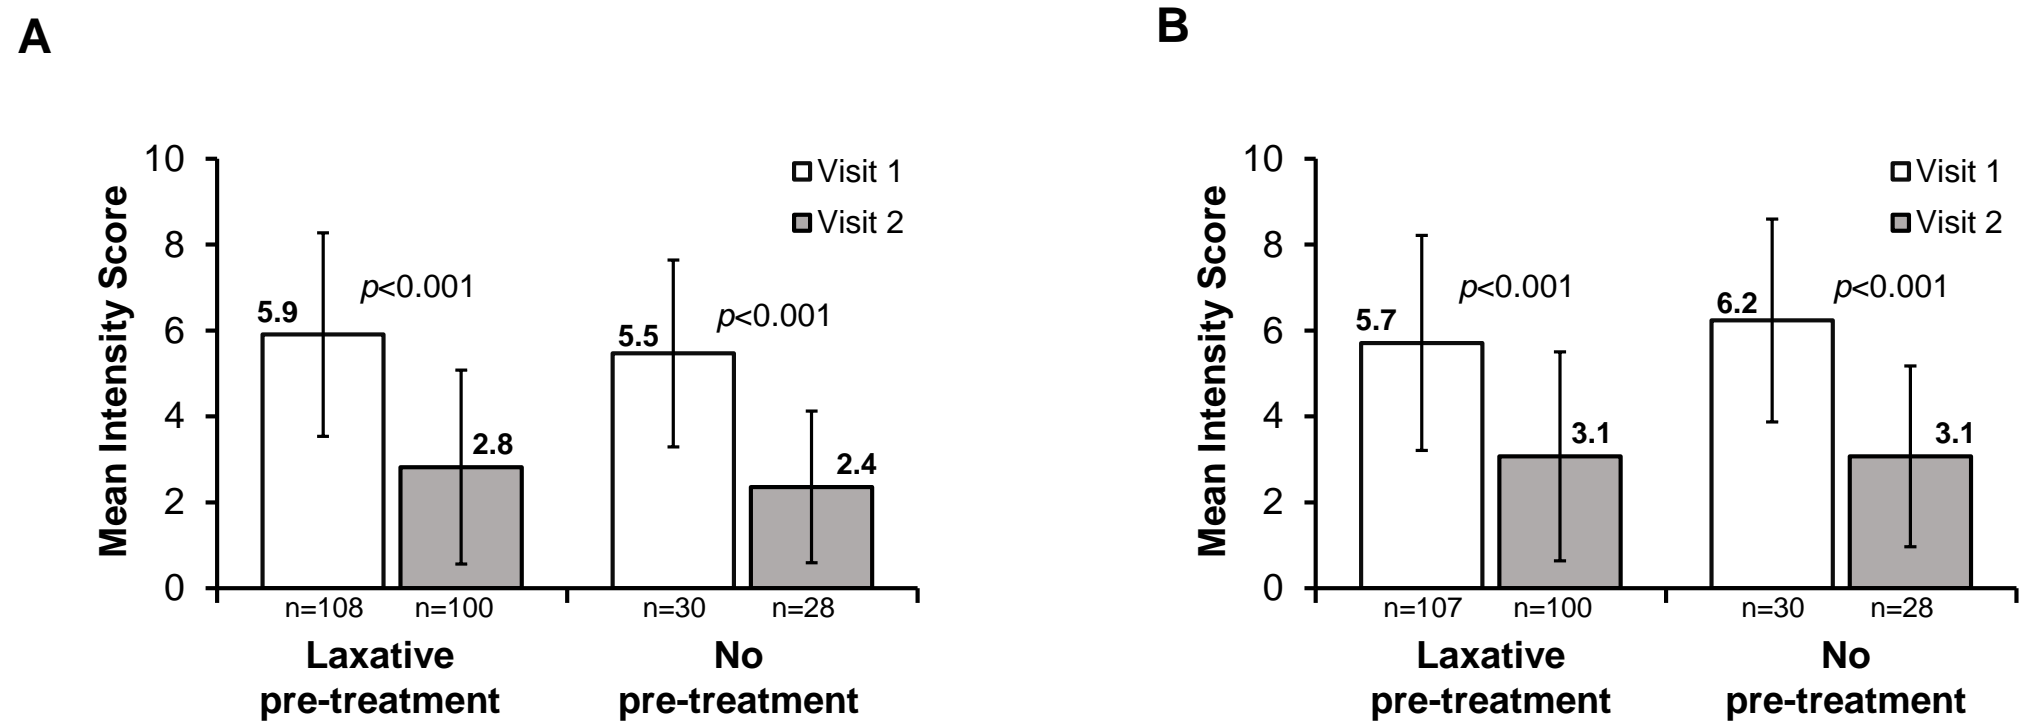 A
Mean Intensity Score
10
8
6
4
2
0
Visit 1
Visit 2
5.9
p<0.001
2.8
5.5
p<0.001
2.4
n=108
n=100
n=30
n=28
Laxative
pre-treatment
No
pre-treatment
B
Mean Intensity Score
10
8
6
4
2
0
Visit 1
Visit 2
5.7
p<0.001
3.1
6.2
p<0.001
3.1
n=107
n=100
n=30
n=28
Laxative
pre-treatment
No
pre-treatment